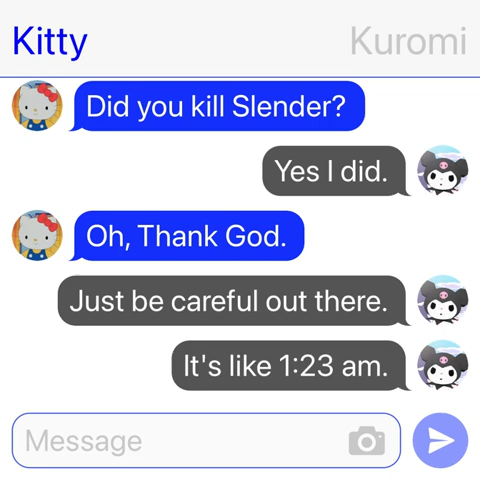 Kitty
Kuromi
Did you kill Slender?
Yes I did.
Oh, Thank God.
Just be careful out there.
It's like 1:23 am.
Message